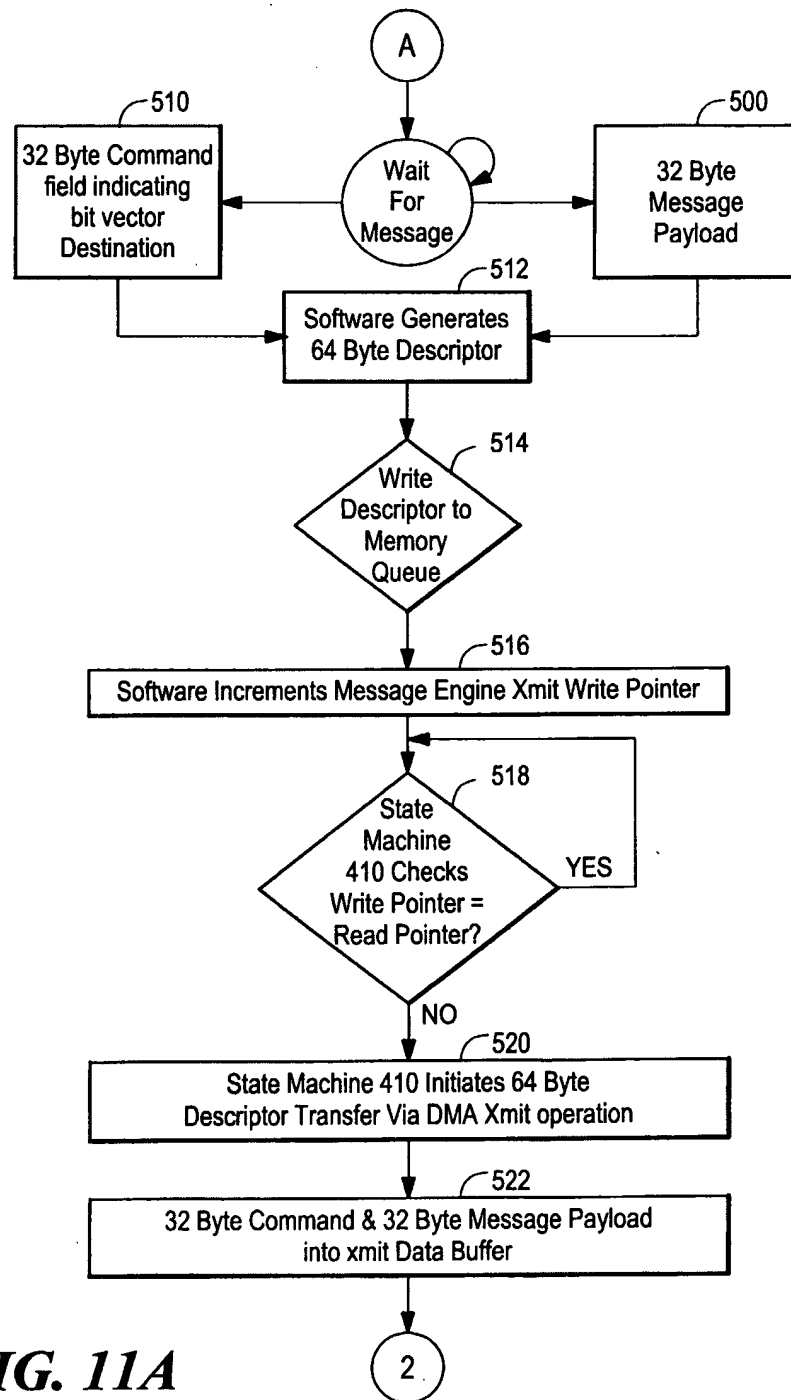 A
510
32 Byte Command
field indicating
bit vector
Destination
Wait
For
Message
500
32 Byte
Message
Payload
512
Software Generates
64 Byte Descriptor
514
Write
Descriptor to
Memory
Queue
516
Software Increments Message Engine Xmit Write Pointer
518
State
Machine
410 Checks
Write Pointer =
Read Pointer?
YES
NO
520
State Machine 410 Initiates 64 Byte
Descriptor Transfer Via DMA Xmit operation
522
32 Byte Command & 32 Byte Message Payload
into xmit Data Buffer
2
IG. 11A